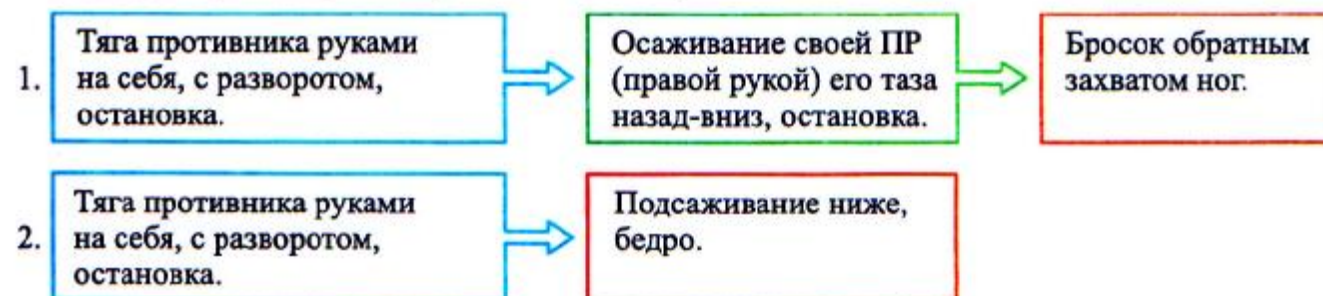 1.
Тяга противника руками
на себя, с разворотом,
остановка.
Осаживание своей ПР
(правой рукой) его таза
назад-вниз, остановка.
Бросок обратным
захватом ног.
2.
Тяга противника руками
на себя, с разворотом,
остановка.
Подсаживание ниже,
бедро.